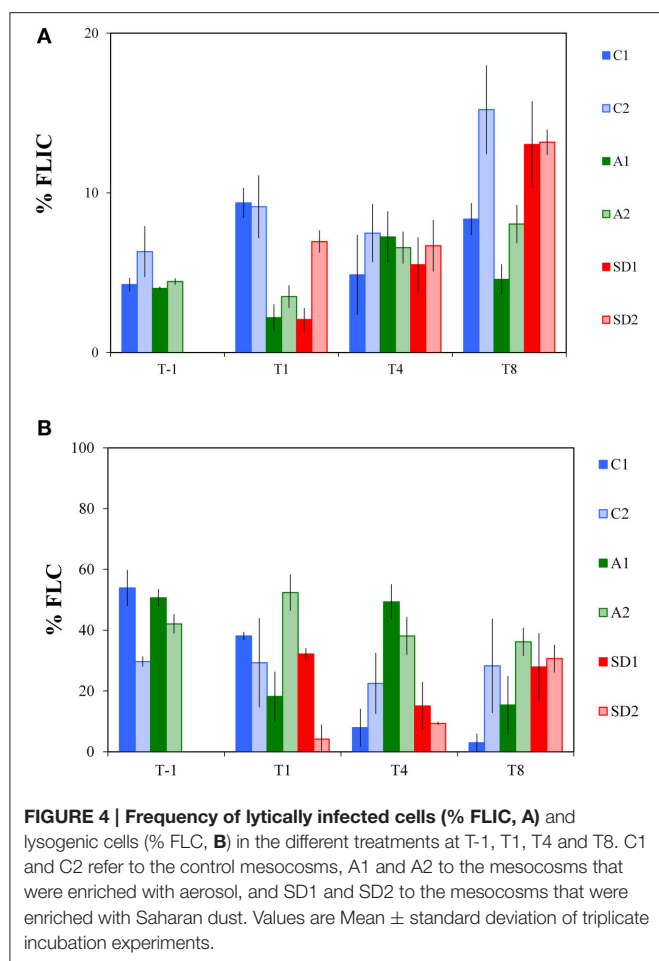 A
20
10
0
% FLIC
T-1 T1 T4 T8
C1
C2
A1
A2
SD1
SD2
B
100
80
60
40
20
0
% FLC
T-1 T1 T4 T8
C1
C2
A1
A2
SD1
SD2
FIGURE 4 | Frequency of lytically infected cells (% FLIC, A) and
lysogenic cells (% FLC, B) in the different treatments at T-1, T1, T4 and T8. C1
and C2 refer to the control mesocosms, A1 and A2 to the mesocosms that
were enriched with aerosol, and SD1 and SD2 to the mesocosms that were
enriched with Saharan dust. Values are Mean ± standard deviation of triplicate
incubation experiments.